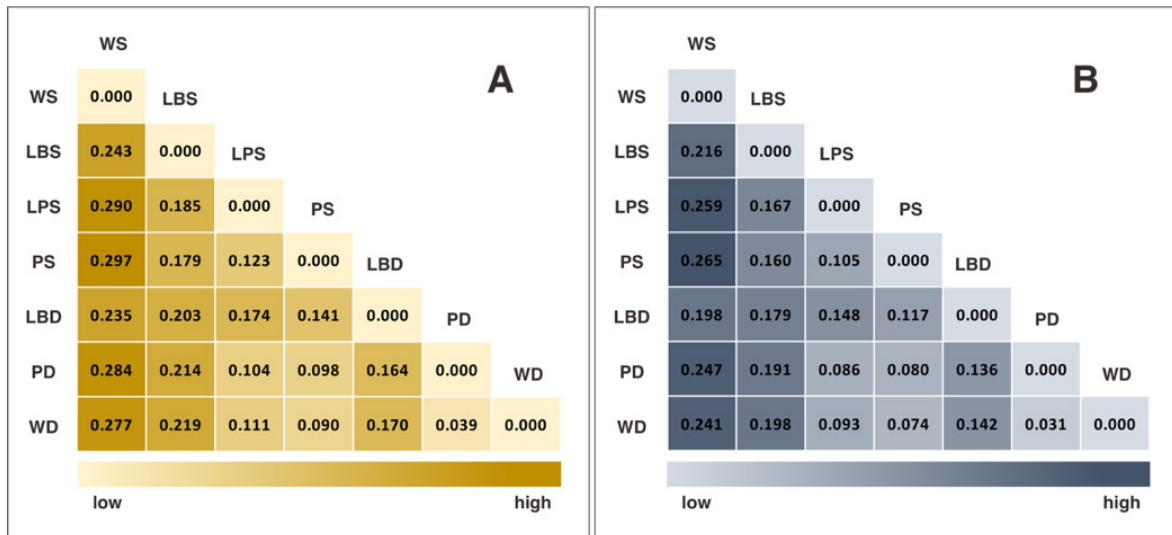 WS
A
WS 0.000 LBS
LBS 0.243 0.000 LPS
LPS 0.290 0.185 0.000 PS
PS 0.297 0.179 0.123 0.000 LBD
LBD 0.235 0.203 0.174 0.141 0.000 PD
PD 0.284 0.214 0.104 0.098 0.164 0.000 WD
WD 0.277 0.219 0.111 0.090 0.170 0.039 0.000
low high
WS
B
WS 0.000 LBS
LBS 0.216 0.000 LPS
LPS 0.259 0.167 0.000 PS
PS 0.265 0.160 0.105 0.000 LBD
LBD 0.198 0.179 0.148 0.117 0.000 PD
PD 0.247 0.191 0.086 0.080 0.136 0.000 WD
WD 0.241 0.198 0.093 0.074 0.142 0.031 0.000
low high